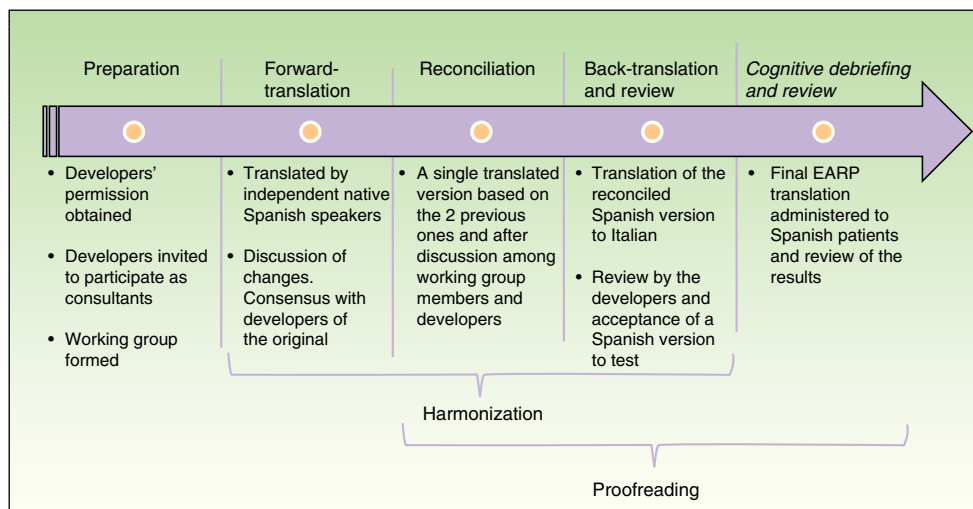 Preparation
• Developers’
permission
obtained
• Developers invited
to participate as
consultants
• Working group
formed
Forward-
translation
• Translated by
independent native
Spanish speakers
• Discussion of
changes.
Consensus with
developers of
the original
Reconciliation
• A single translated
version based on
the 2 previous
ones and after
discussion among
working group
members and
developers
Back-translation
and review
• Translation of the
reconciled
Spanish version
to Italian
• Review by the
developers and
acceptance of a
Spanish version
to test
Cognitive debriefing
and review
• Final EARP
translation
administered to
Spanish patients
and review of the
results
Harmonization
Proofreading